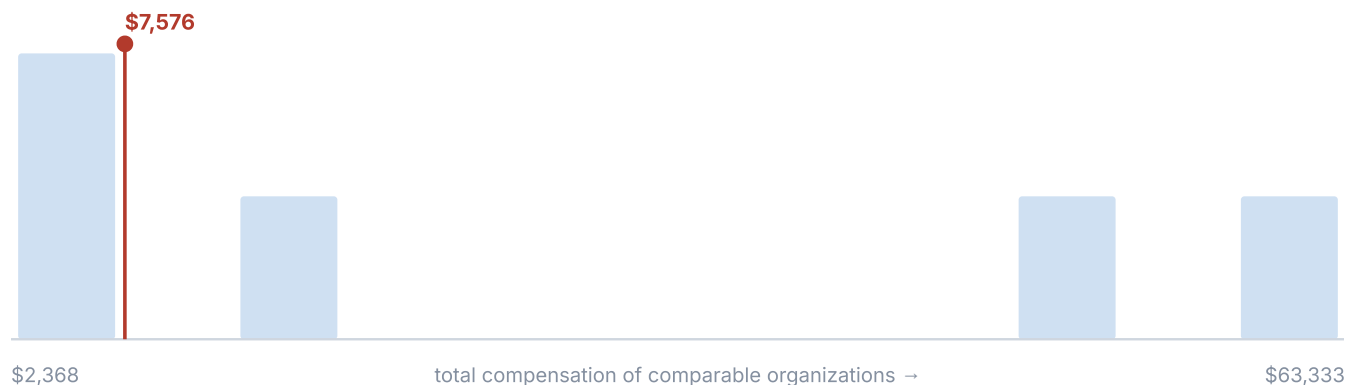 $7,576
$2,368 total compensation of comparable organizations → $63,333